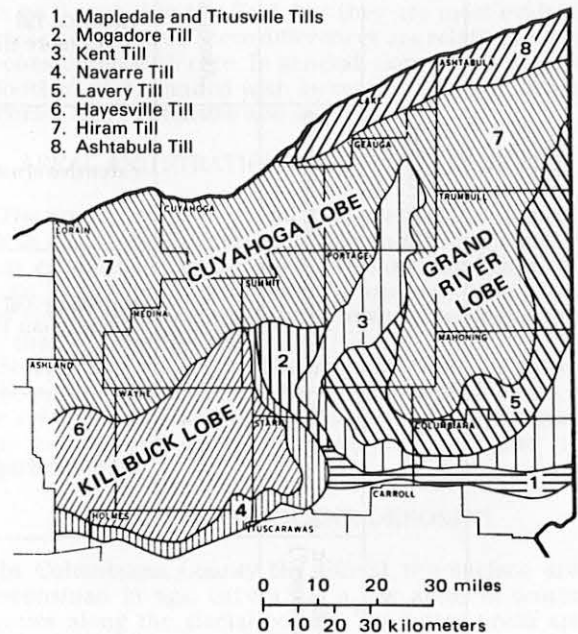 1. Mapledale and Titusville Tills
2. Mogadore Till
3. Kent Till
4. Navarre Till
5. Lavery Till
6. Hayesville Till
7. Hiram Till
8. Ashtabula Till
8
ASHTABULA
LAKE
7
GEAUGA
TRUMBULL
CUYAHOGA
LORAIN
CUYAHOGA LOBE
7
PORTAGE
GRAND
RIVER
LOBE
SUMMIT
MEDINA
3
MAHONING
ASHLAND
2
WAYNE
5
STARK
COLUMBIANA
6
KILLBUCK LOBE
1
CARROLL
4
HOLMES
TUSCARAWAS
0 10 20 30 miles
0 10 20 30 kilometers